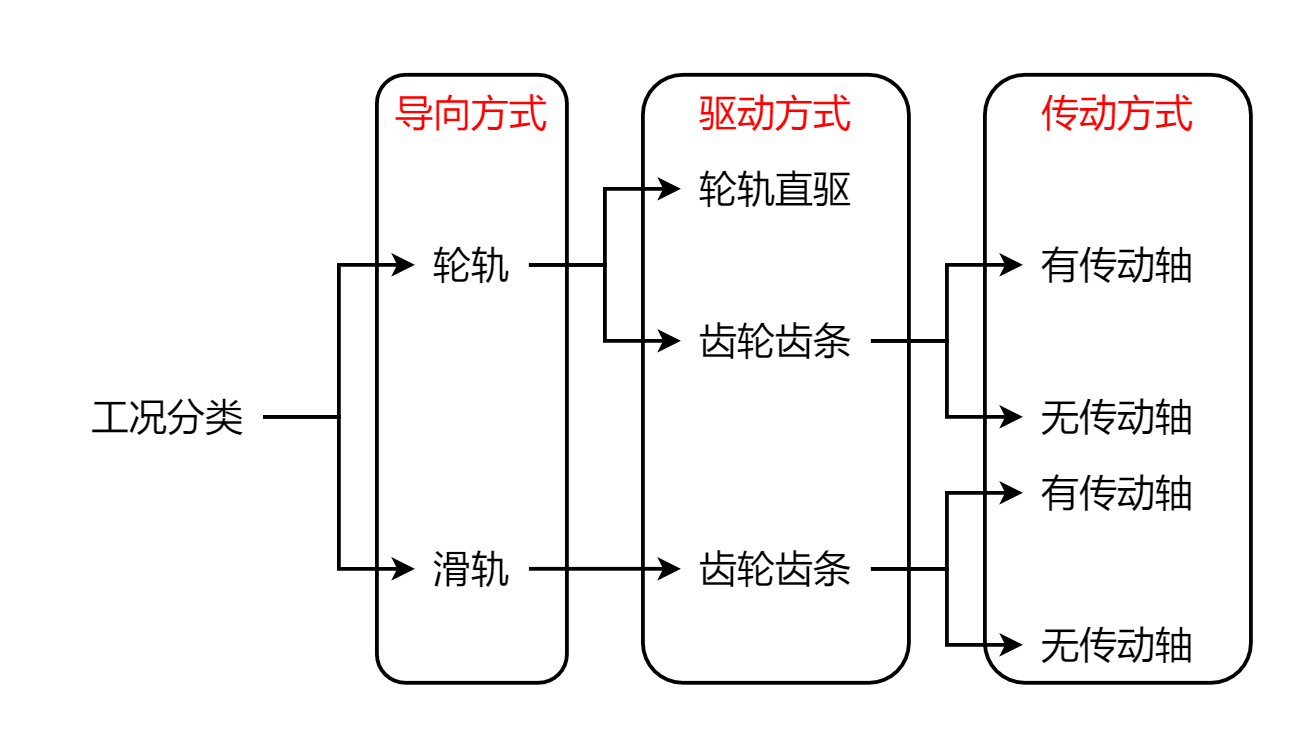 导向方式
驱动方式
传动方式
轮轨直驱
轮轨
有传动轴
齿轮齿条
工况分类
无传动轴
有传动轴
滑轨
齿轮齿条
无传动轴